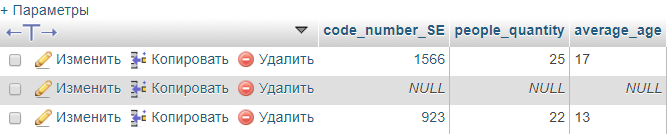 + Параметры
←T→ ▼ code_number_SE people_quantity average_age
Изменить Копировать Удалить 1566 25 17
Изменить Копировать Удалить NULL NULL NULL
Изменить Копировать Удалить 923 22 13